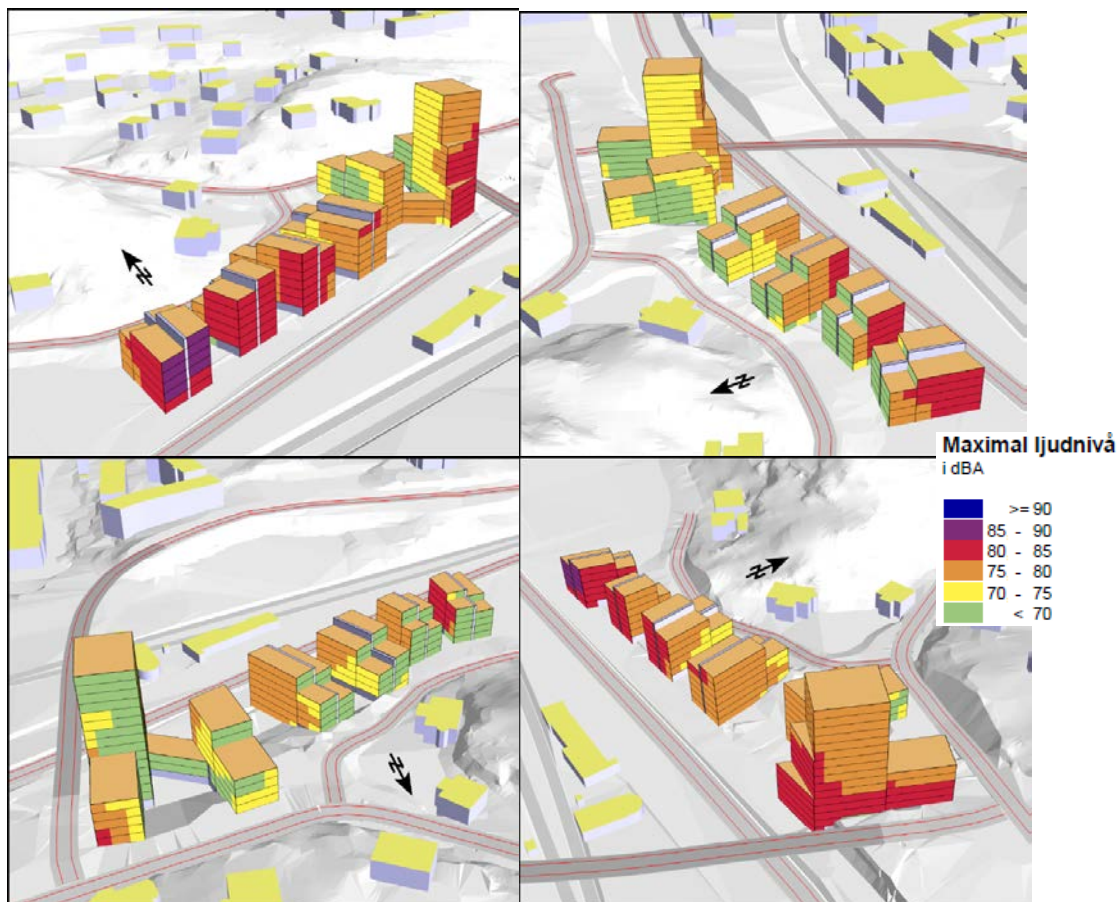 Maximal ljudnivå
i dBA
>= 90
85 - 90
80 - 85
75 - 80
70 - 75
< 70
N
N
N
N